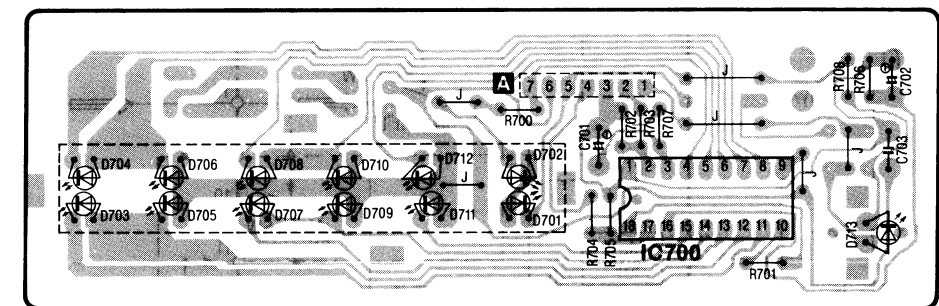 A 7 6 5 4 3 2 1
J
J
J
R700
C701
R702
R703
R707
R708
R706
C702
J
C703
J
D704 D706 D708 D710 D712 D702
J
D703 D705 D707 D709 D711 D701
1 2 3 4 5 6 7 8 9
18 17 16 15 14 13 12 11 10
IC700
R704
R705
R701
D713